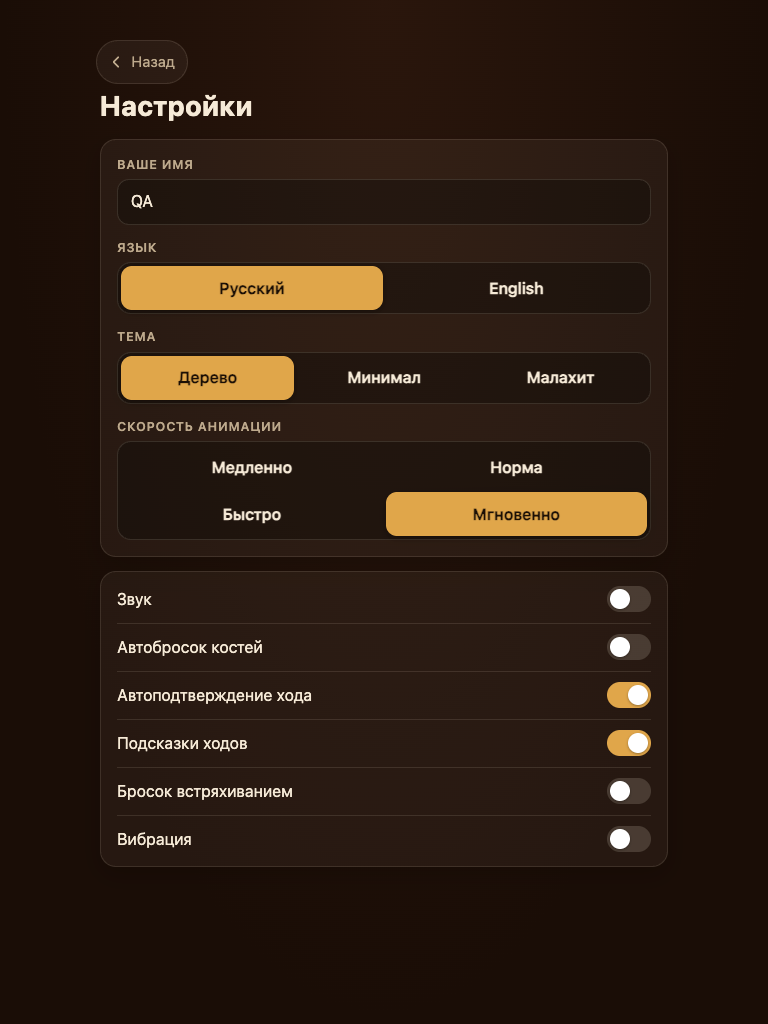 Назад
Настройки
ВАШЕ ИМЯ
QA
ЯЗЫК
Русский English
ТЕМА
Дерево Минимал Малахит
СКОРОСТЬ АНИМАЦИИ
Медленно Норма
Быстро Мгновенно
Звук
Автобросок костей
Автоподтверждение хода
Подсказки ходов
Бросок встряхиванием
Вибрация